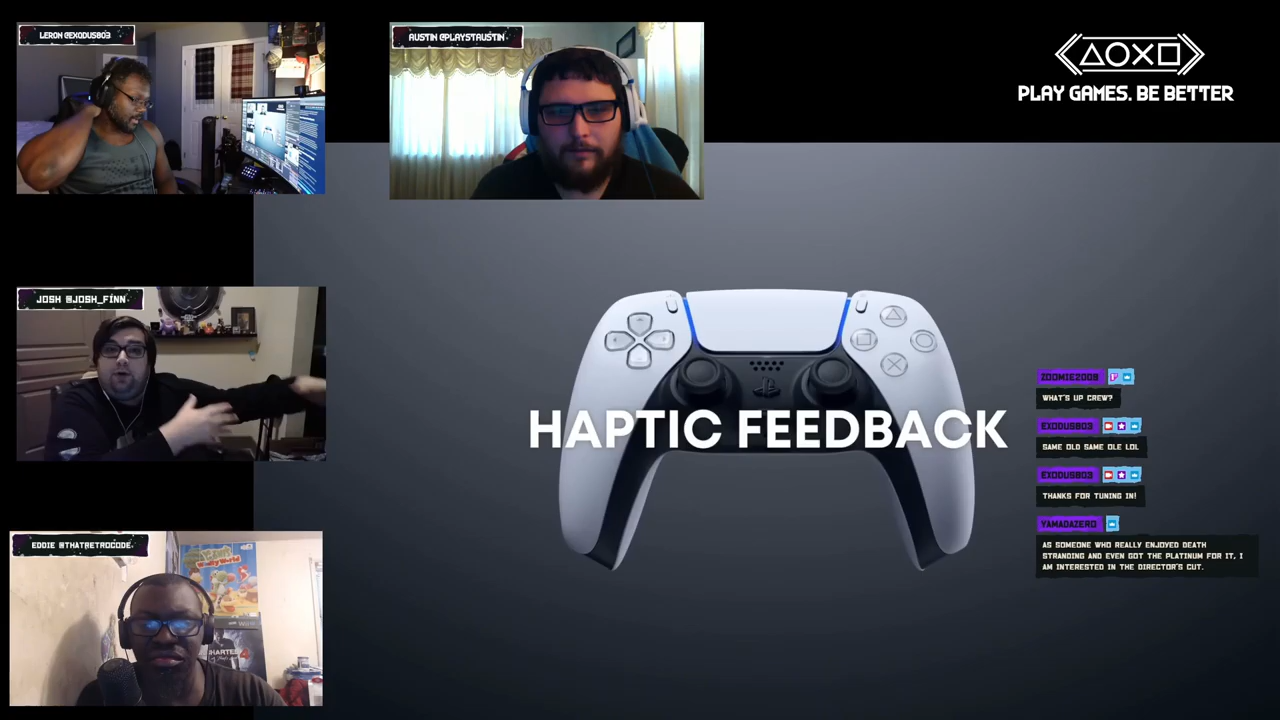 LERON @EXODUS803
AUSTIN @PLAYSTAUSTIN
PLAY GAMES. BE BETTER
JOSH @JOSH_FINN
HAPTIC FEEDBACK
ZOOMIE2009
WHAT'S UP CREW?
EXODUS803
SAME OLD SAME OLE LOL
EXODUS803
THANKS FOR TUNING IN!
YAMADAZERO
AS SOMEONE WHO REALLY ENJOYED DEATH
STRANDING AND EVEN GOT THE PLATINUM FOR IT, I
AM INTERESTED IN THE DIRECTOR'S CUT.
EDDIE @THATRETROCODE